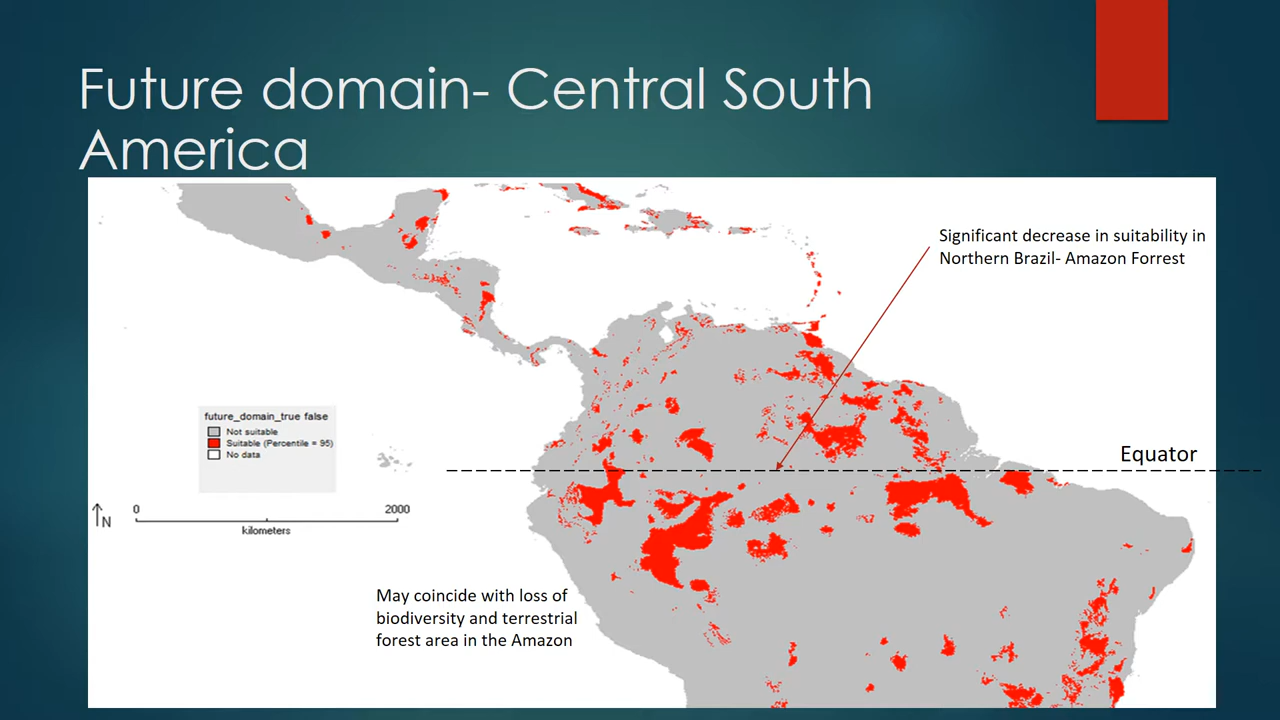 Future domain- Central South
America
Significant decrease in suitability in
Northern Brazil- Amazon Forrest
future_domain_true false
Not suitable
Suitable (Percentile = 95)
No data
Equator
N
0
2000
kilometers
May coincide with loss of
biodiversity and terrestrial
forest area in the Amazon